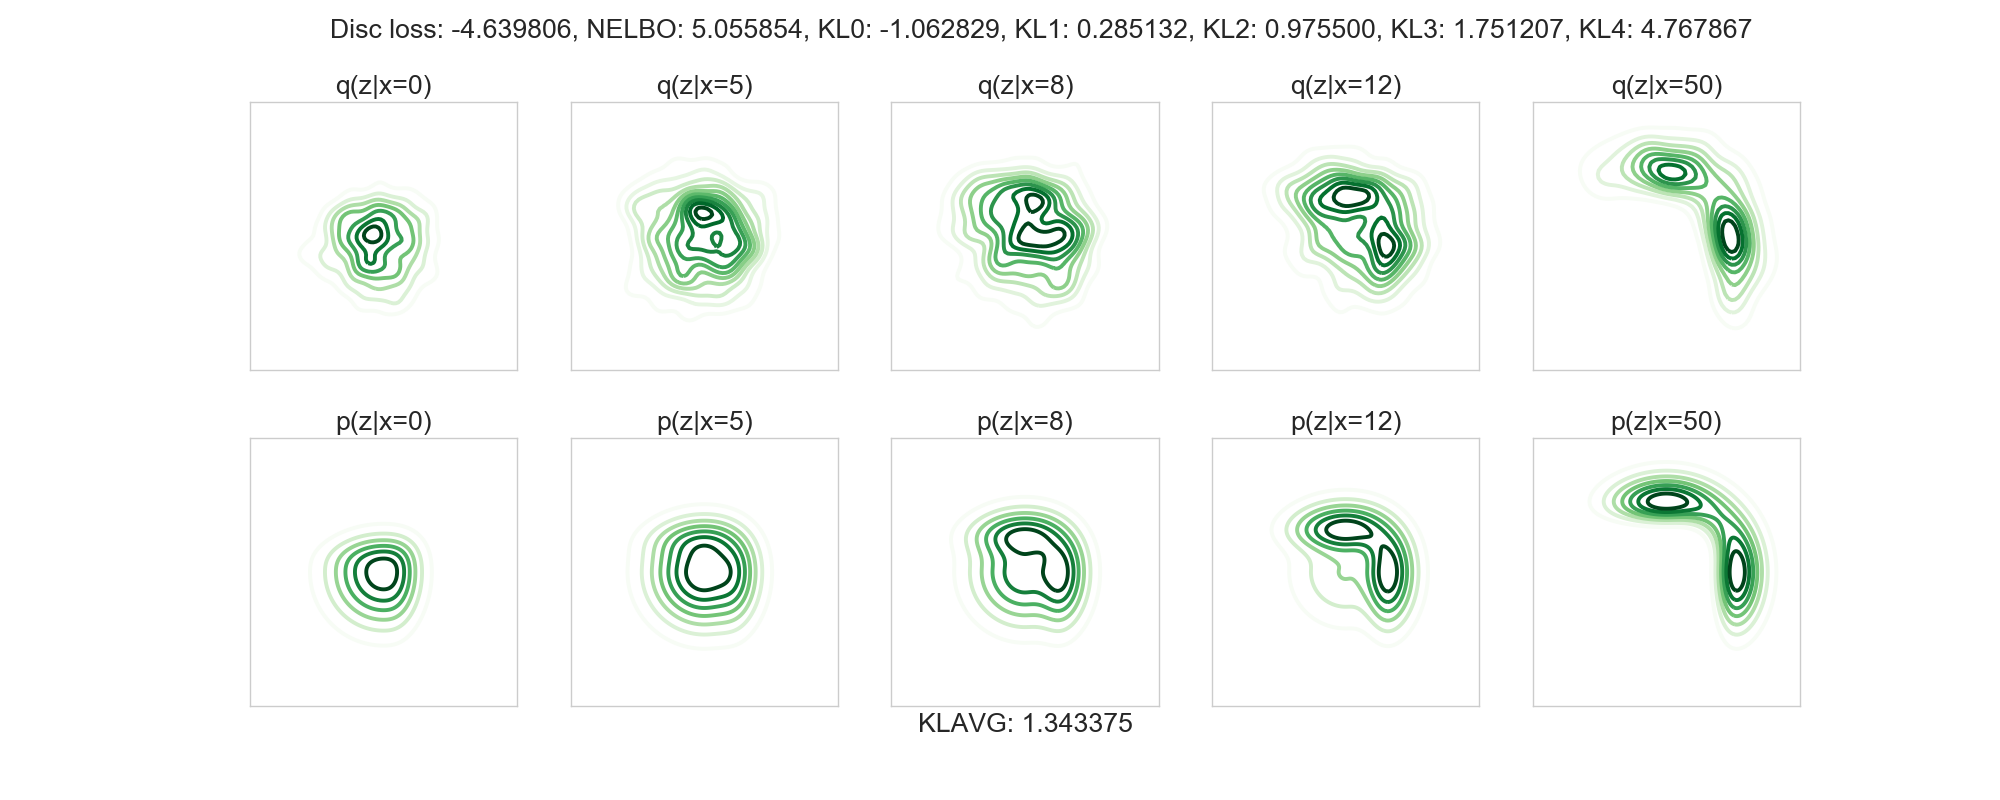 Disc loss: -4.639806, NELBO: 5.055854, KL0: -1.062829, KL1: 0.285132, KL2: 0.975500, KL3: 1.751207, KL4: 4.767867
q(z|x=0)
q(z|x=5)
q(z|x=8)
q(z|x=12)
q(z|x=50)
p(z|x=0)
p(z|x=5)
p(z|x=8)
p(z|x=12)
p(z|x=50)
KLAVG: 1.343375